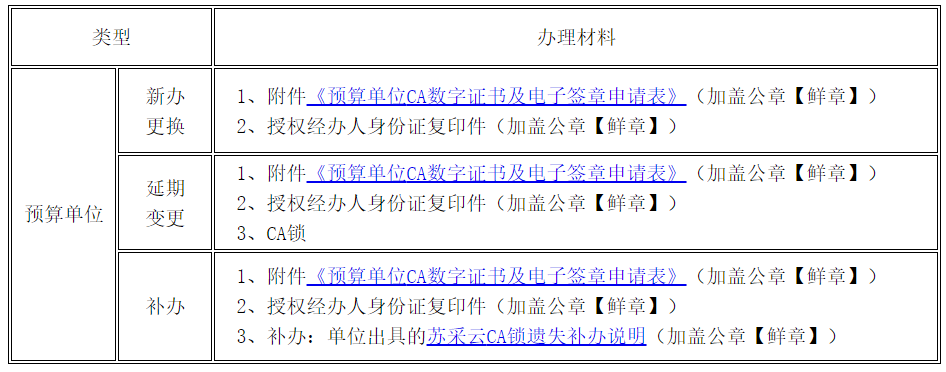 类型
办理材料
预算单位
新办
更换
1、附件《预算单位CA数字证书及电子签章申请表》（加盖公章【鲜章】）
2、授权经办人身份证复印件（加盖公章【鲜章】）
延期
变更
1、附件《预算单位CA数字证书及电子签章申请表》（加盖公章【鲜章】）
2、授权经办人身份证复印件（加盖公章【鲜章】）
3、CA锁
补办
1、附件《预算单位CA数字证书及电子签章申请表》（加盖公章【鲜章】）
2、授权经办人身份证复印件（加盖公章【鲜章】）
3、补办：单位出具的苏采云CA锁遗失补办说明（加盖公章【鲜章】）